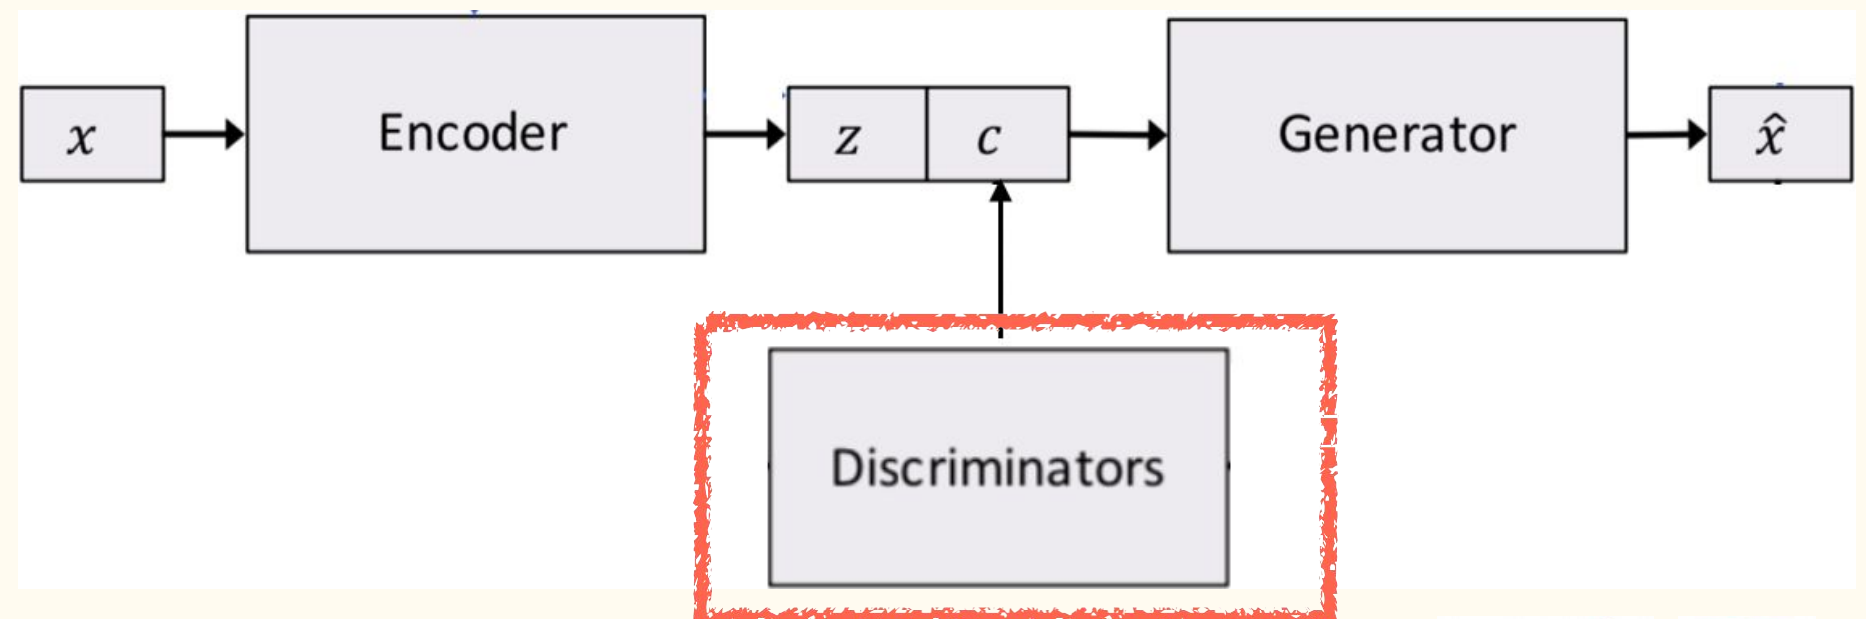 x
Encoder
z
c
Generator
x̂
Discriminators